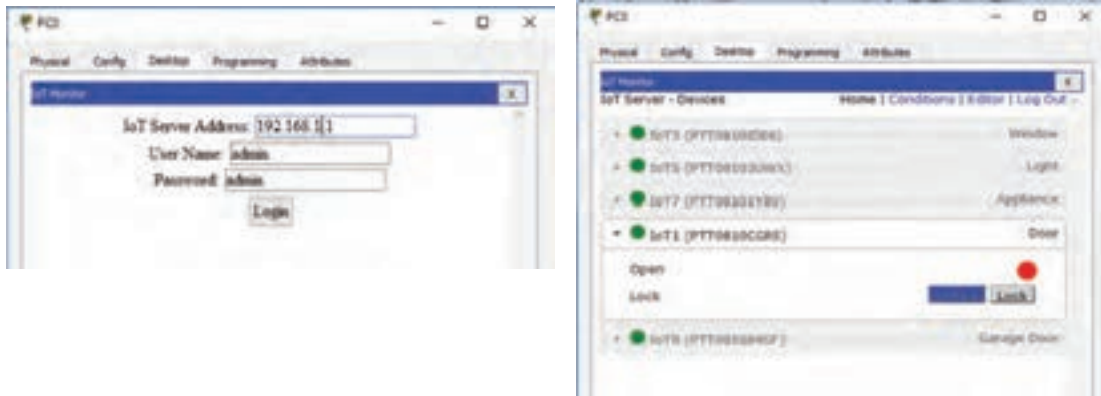 PC0
Physical Config Desktop Programming Attributes
IoT Monitor X
IoT Server Address: 192.168.1.1
User Name: admin
Password: admin
Login
PC0
Physical Config Desktop Programming Attributes
IoT Monitor X
IoT Server - Devices Home | Conditions | Editor | Log Out
Window
Light
IoT7 Appliance
IoT1 Door
Open
Lock Lock
Garage Door